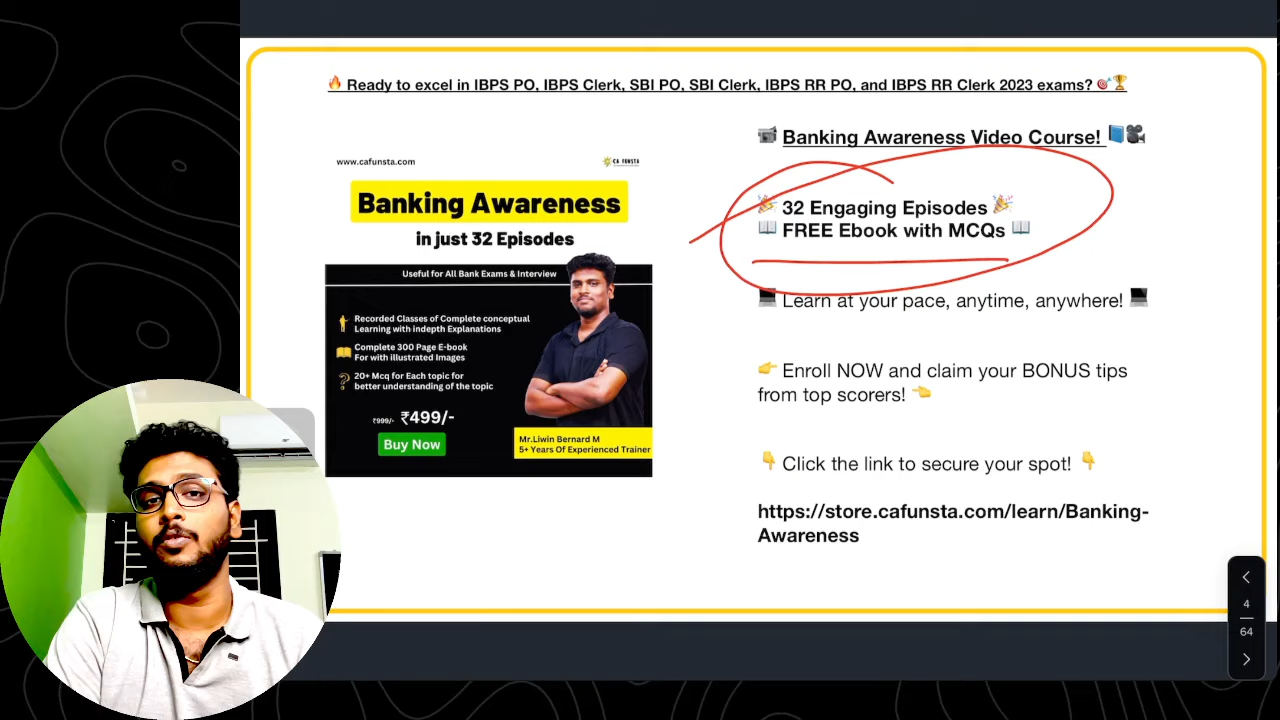 🔥 Ready to excel in IBPS PO, IBPS Clerk, SBI PO, SBI Clerk, IBPS RR PO, and IBPS RR Clerk 2023 exams? 🎯🏆
www.cafunsta.com
CA FUNSTA
Banking Awareness
in just 32 Episodes
Useful for All Bank Exams & Interview
Recorded Classes of Complete conceptual
Learning with indepth Explanations
Complete 300 Page E-book
For with illustrated Images
20+ Mcq for Each topic for
better understanding of the topic
₹999/- ₹499/-
Buy Now
Mr.Liwin Bernard M
5+ Years Of Experienced Trainer
📹 Banking Awareness Video Course! 📘🎥
🎉 32 Engaging Episodes 🎉
📖 FREE Ebook with MCQs 📖
💻 Learn at your pace, anytime, anywhere! 💻
👉 Enroll NOW and claim your BONUS tips
from top scorers! 👈
👇 Click the link to secure your spot! 👇
https://store.cafunsta.com/learn/Banking-
Awareness
4
64